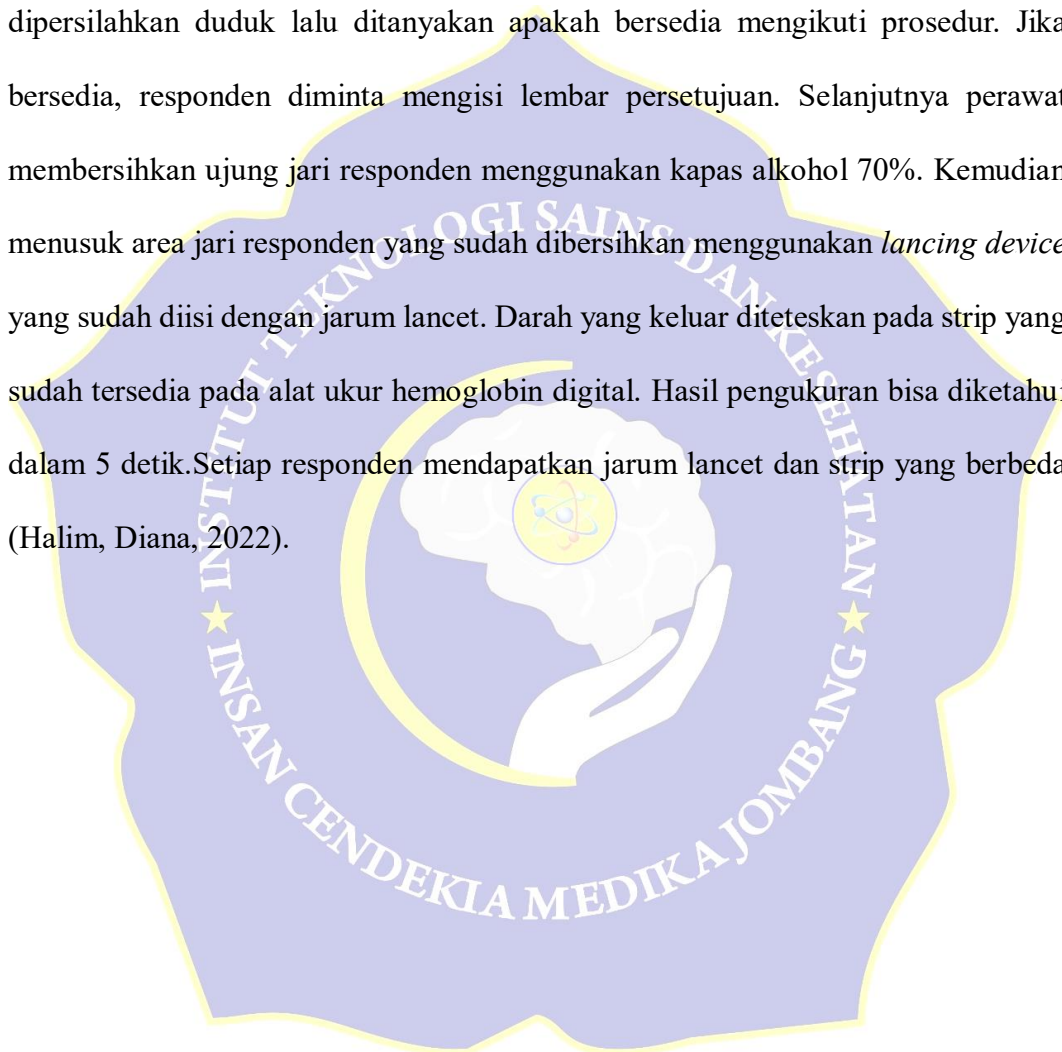 dipersilahkan duduk lalu ditanyakan apakah bersedia mengikuti prosedur. Jika
bersedia, responden diminta mengisi lembar persetujuan. Selanjutnya perawat
membersihkan ujung jari responden menggunakan kapas alkohol 70%. Kemudian
menusuk area jari responden yang sudah dibersihkan menggunakan lancing device
yang sudah diisi dengan jarum lancet. Darah yang keluar diteteskan pada strip yang
sudah tersedia pada alat ukur hemoglobin digital. Hasil pengukuran bisa diketahui
dalam 5 detik.Setiap responden mendapatkan jarum lancet dan strip yang berbeda
(Halim, Diana, 2022).
INSTITUT TEKNOLOGI SAINS DAN KESEHATAN
INSAN CENDEKIA MEDIKA JOMBANG